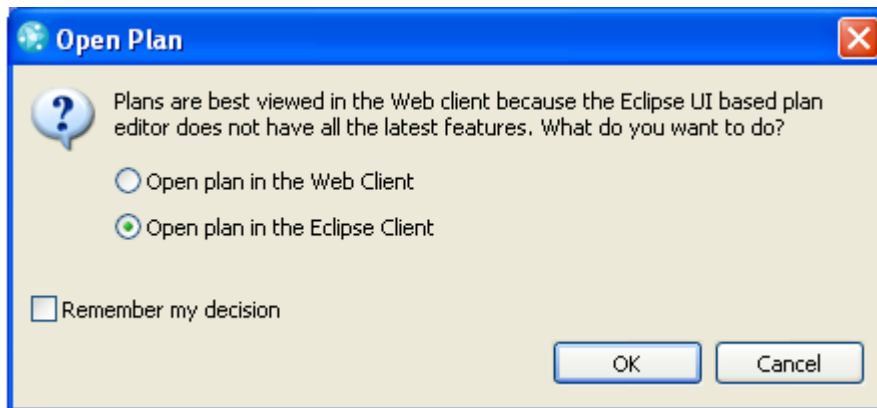 Open Plan
Plans are best viewed in the Web client because the Eclipse UI based plan
editor does not have all the latest features. What do you want to do?
Open plan in the Web Client
Open plan in the Eclipse Client
Remember my decision
OK
Cancel